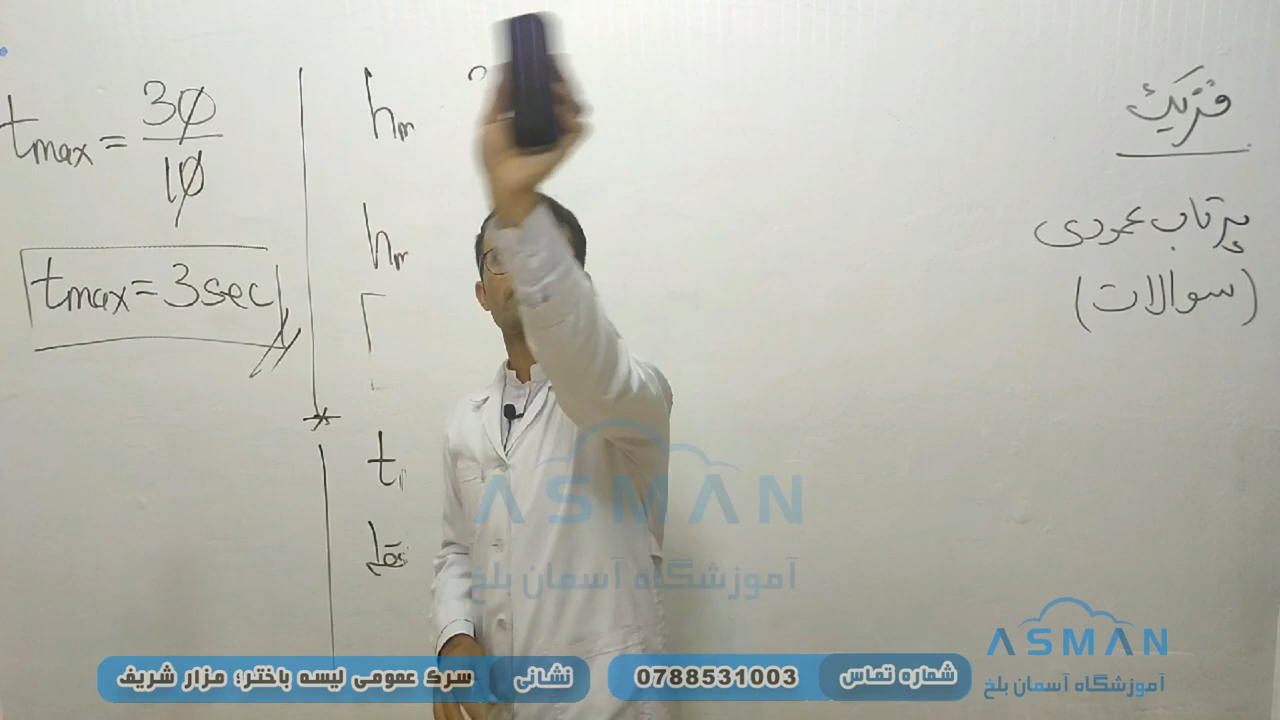 فزیک
پرتاب عمودی
(سوالات)
tmax = 30/10
tmax = 3sec
hm
hm
t
ASMAN
آموزشگاه آسمان بلخ
ASMAN
آموزشگاه آسمان بلخ
شماره تماس 0788531003
نشانی سرک عمومی لیسه باختر؛ مزار شریف